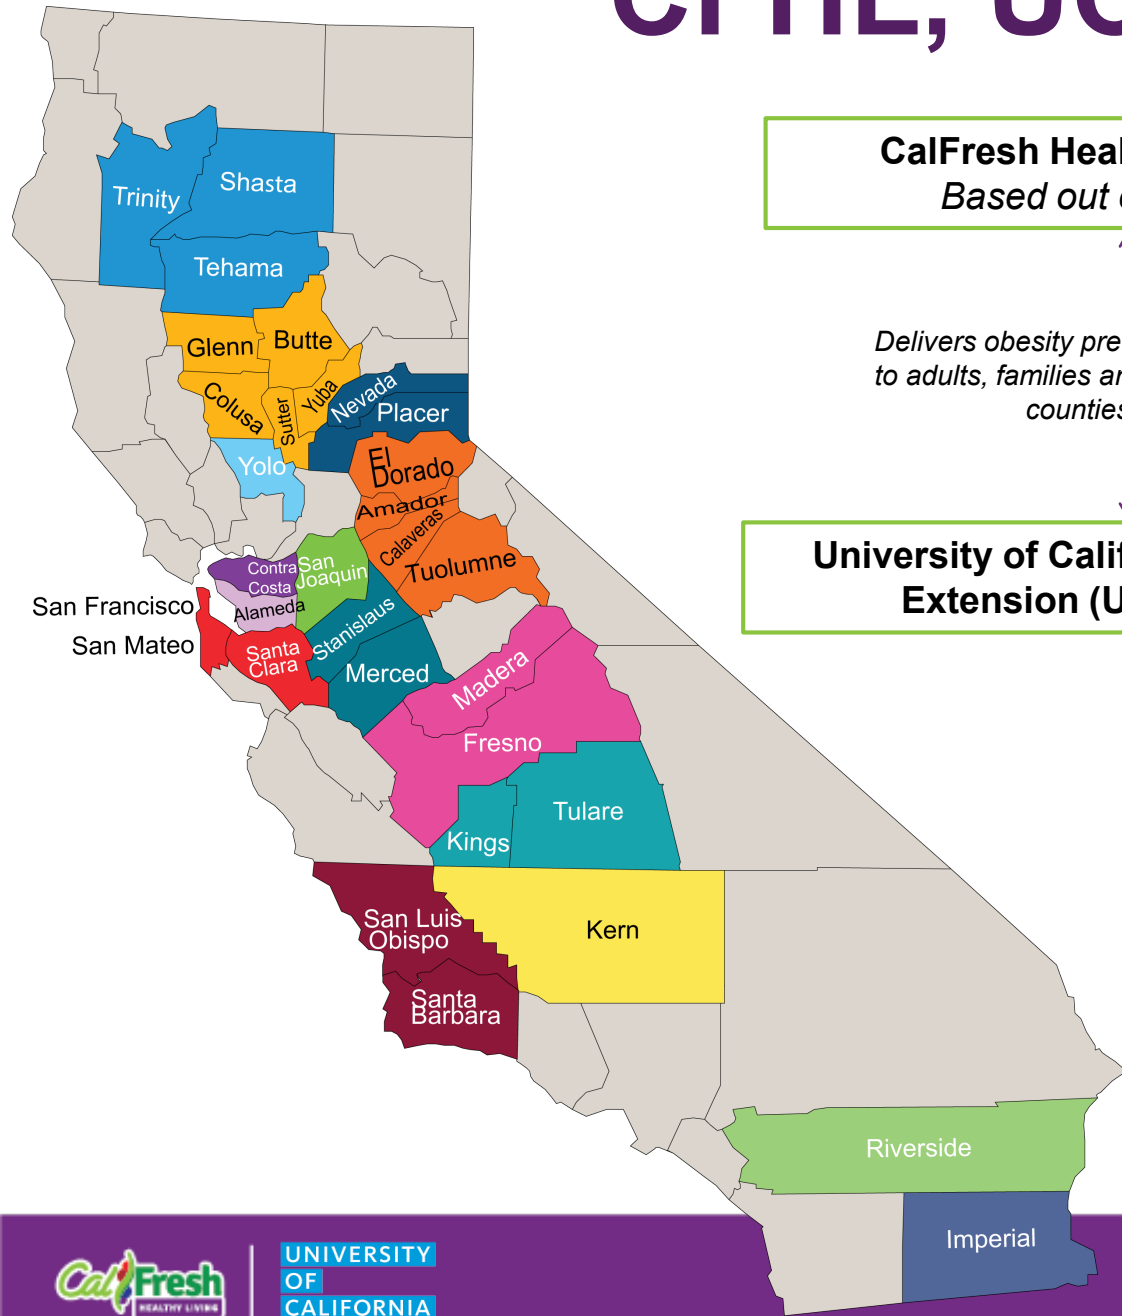 CFHL, UC
CalFresh Heal
Based out
Delivers obesity pre
to adults, families ar
counties
University of Calif
Extension (U
Trinity
Shasta
Tehama
Glenn
Butte
Colusa
Sutter
Yuba
Nevada
Placer
Yolo
El
Dorado
Amador
Calaveras
Tuolumne
Contra
Costa
San
Joaquin
Alameda
San Francisco
San Mateo
Santa
Clara
Stanislaus
Merced
Madera
Fresno
Kings
Tulare
San Luis
Obispo
Kern
Santa
Barbara
Riverside
Imperial
CalFresh
HEALTHY LIVING
UNIVERSITY
OF
CALIFORNIA